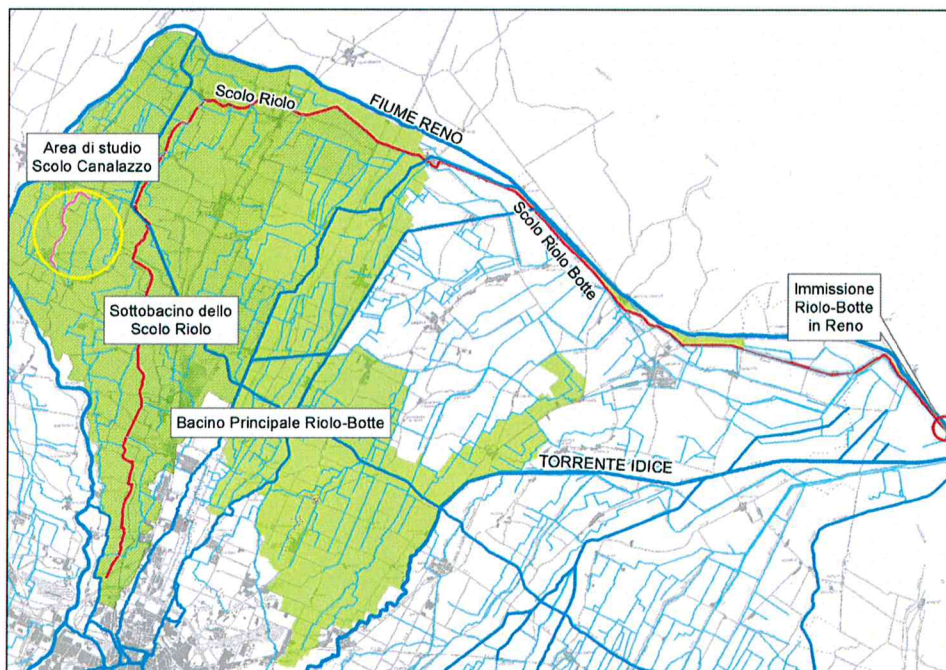 Scolo Riolo
FIUME RENO
Area di studio
Scolo Canalazzo
Scolo Riolo Botte
Sottobacino dello
Scolo Riolo
Immissione
Riolo-Botte
in Reno
Bacino Principale Riolo-Botte
TORRENTE IDICE